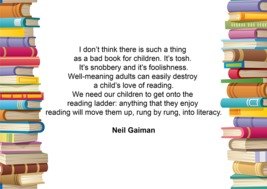 I don't think there is such a thing
as a bad book for children. It's tosh.
It's snobbery and it's foolishness.
Well-meaning adults can easily destroy
a child's love of reading.
We need our children to get onto the
reading ladder: anything that they enjoy
reading will move them up, rung by rung, into literacy.
Neil Gaiman